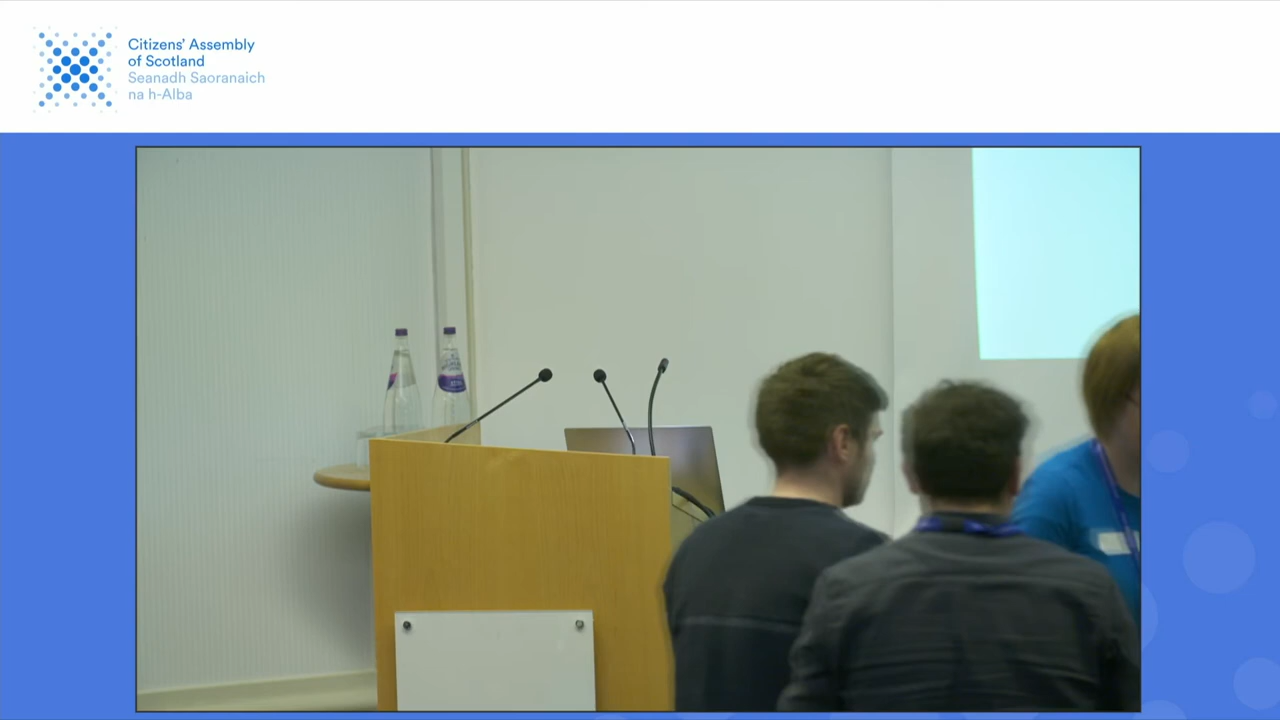 Citizens’ Assembly
of Scotland
Seanadh Saoranaich
na h-Alba